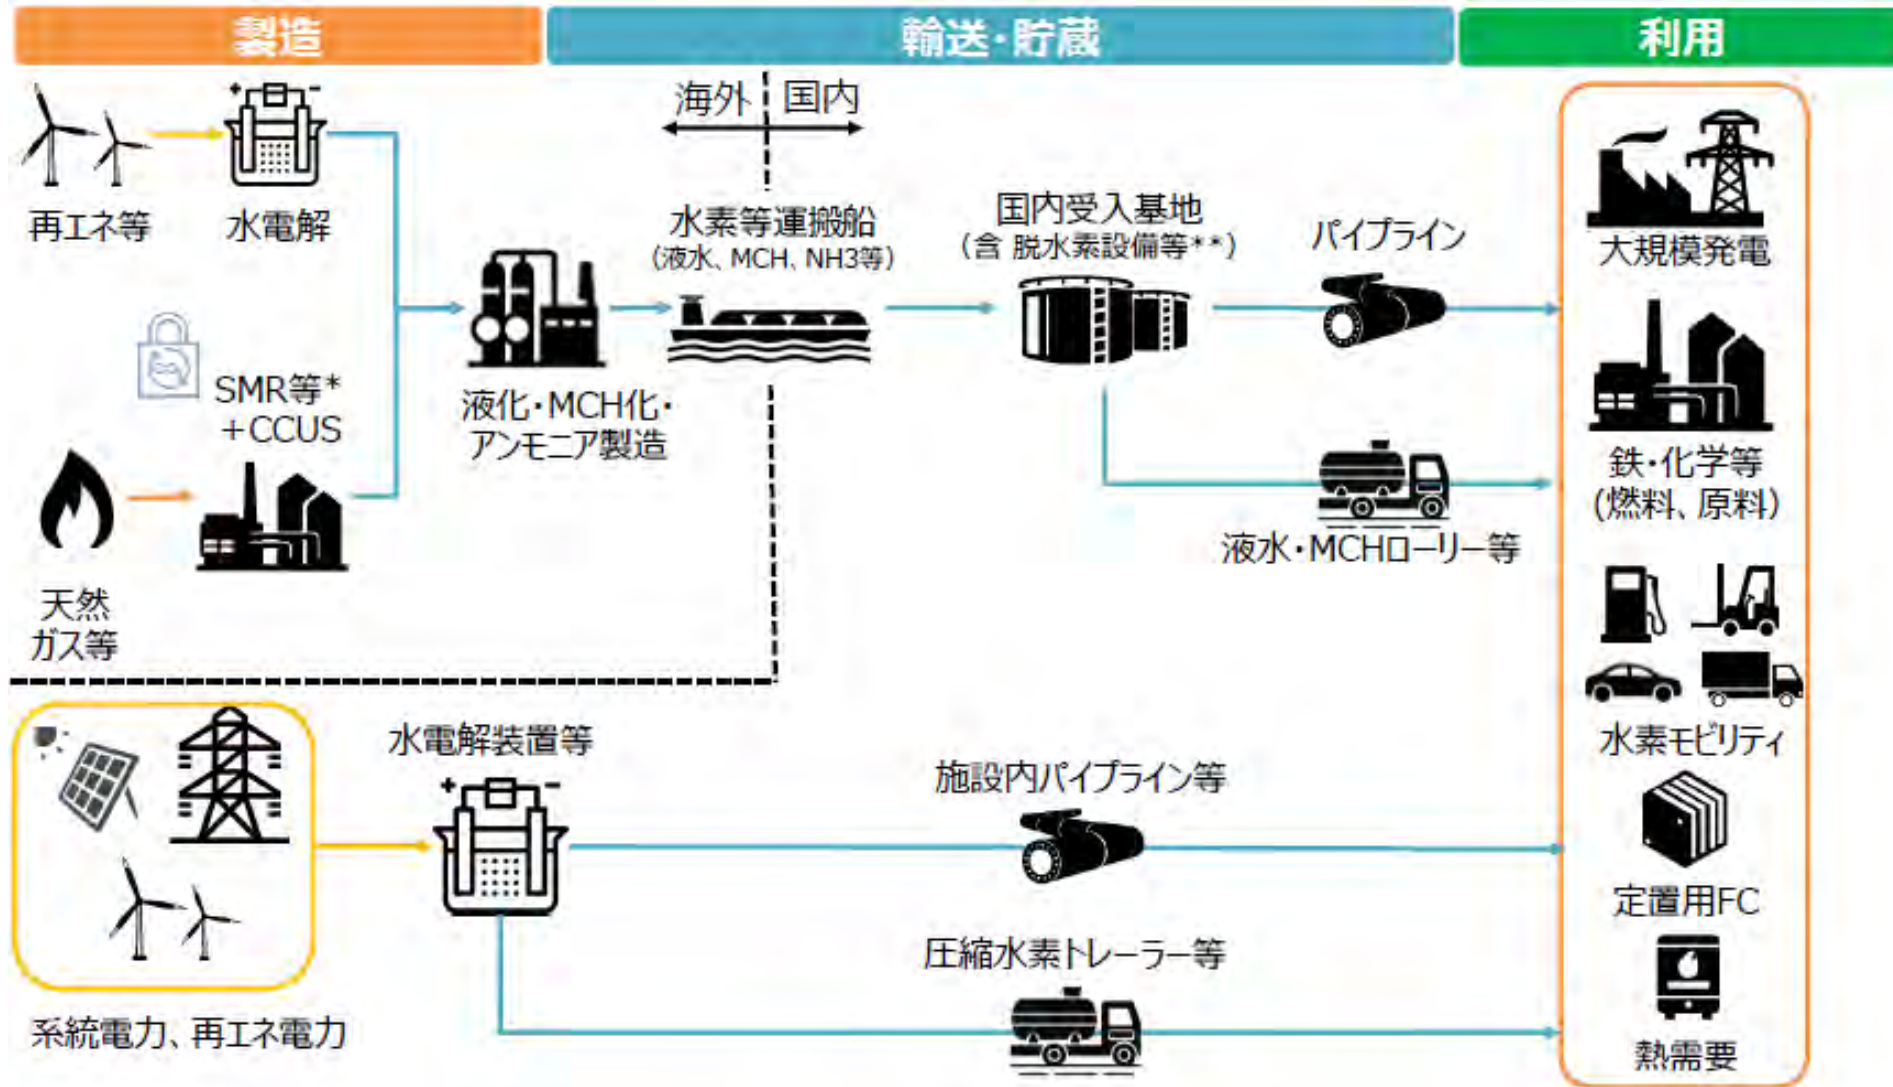 製造
輸送・貯蔵
利用
海外
国内
再エネ等
水電解
水素等運搬船
(液水、MCH、NH3等)
国内受入基地
(含 脱水素設備等**)
パイプライン
大規模発電
SMR等*
+CCUS
液化・MCH化・
アンモニア製造
鉄・化学等
(燃料、原料)
液水・MCHローリー等
天然
ガス等
水素モビリティ
水電解装置等
施設内パイプライン等
定置用FC
圧縮水素トレーラー等
系統電力、再エネ電力
熱需要